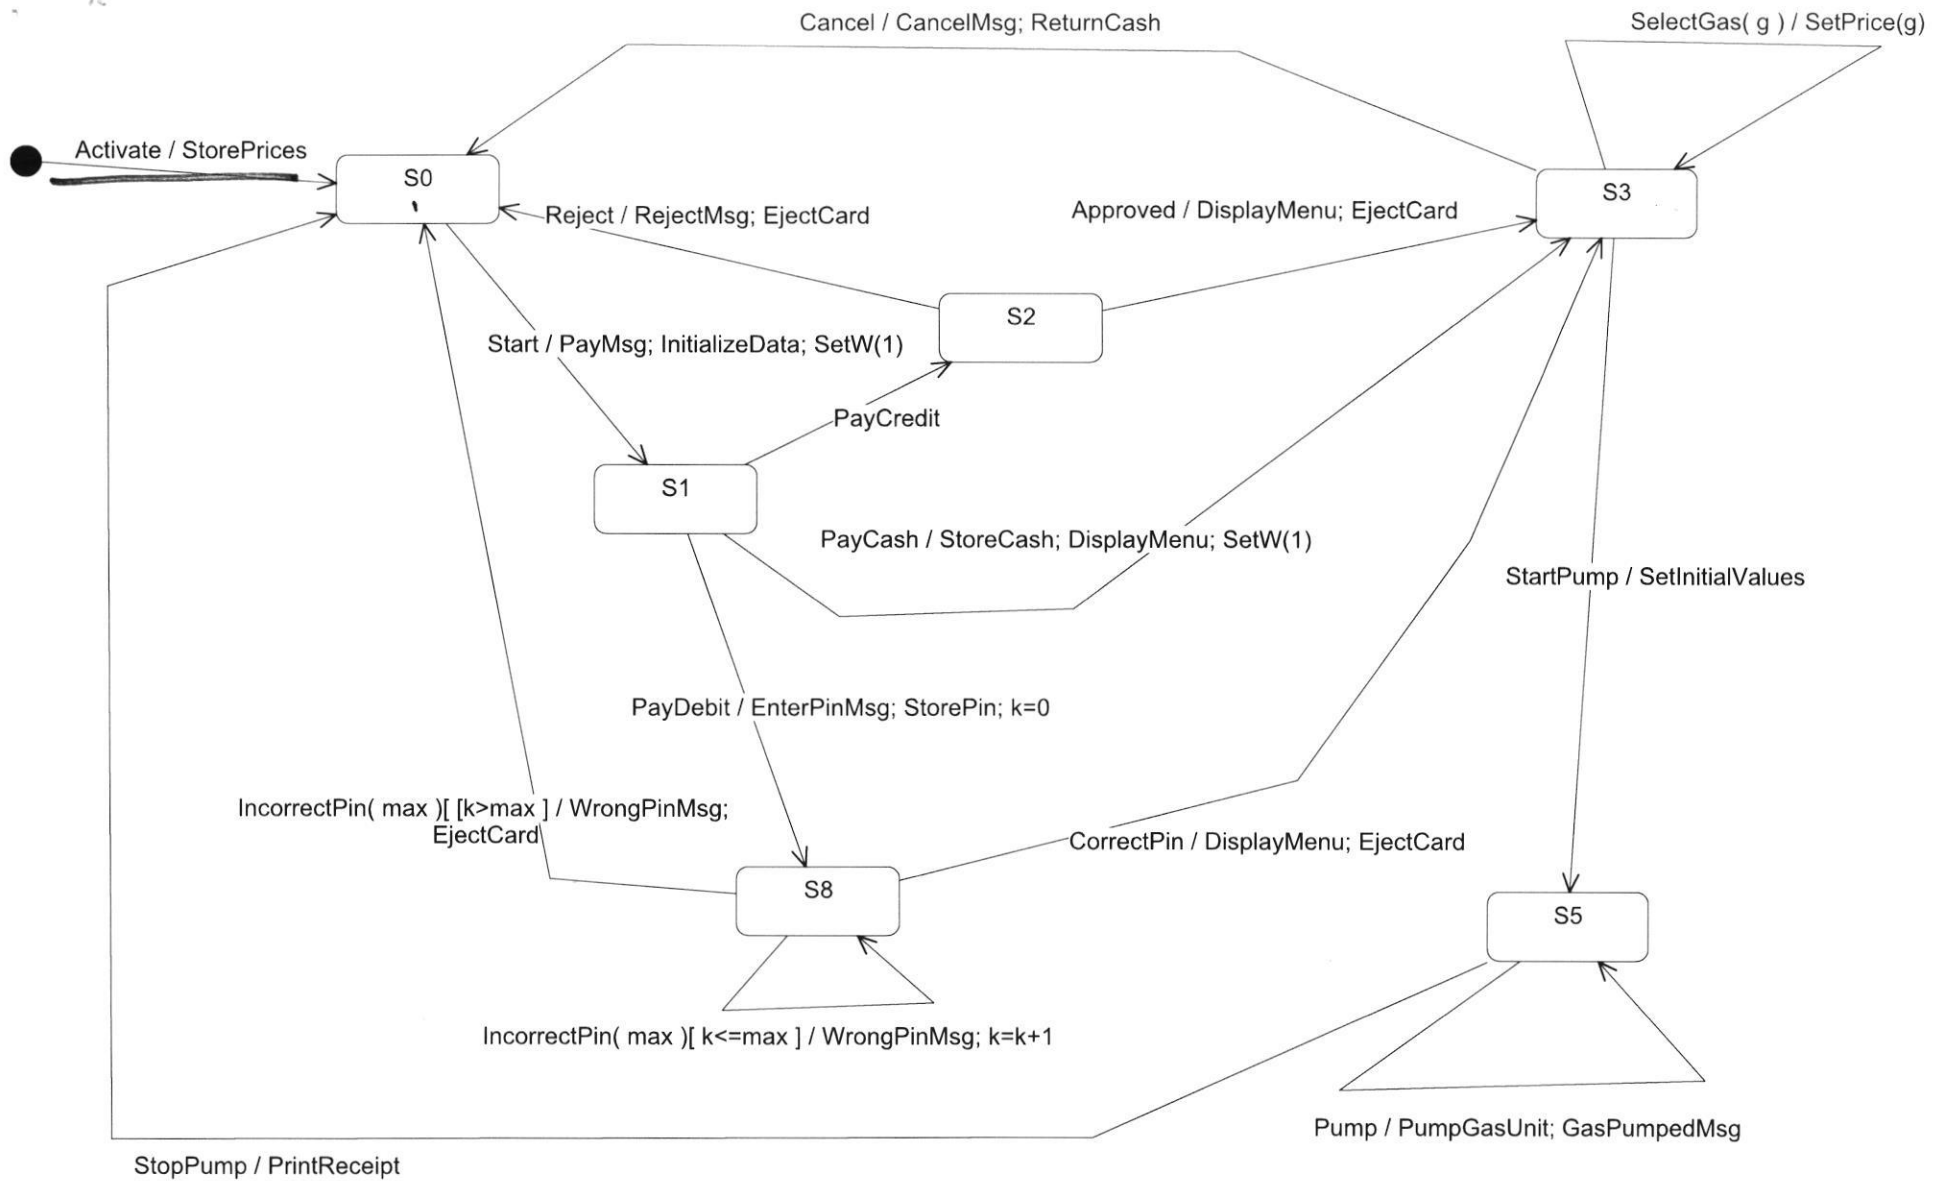 Cancel / CancelMsg; ReturnCash
SelectGas( g ) / SetPrice(g)
Activate / StorePrices
S0
S3
Reject / RejectMsg; EjectCard
Approved / DisplayMenu; EjectCard
S2
Start / PayMsg; InitializeData; SetW(1)
PayCredit
S1
PayCash / StoreCash; DisplayMenu; SetW(1)
StartPump / SetInitialValues
PayDebit / EnterPinMsg; StorePin; k=0
IncorrectPin( max )[ [k>max ] / WrongPinMsg;
EjectCard
CorrectPin / DisplayMenu; EjectCard
S8
S5
IncorrectPin( max )[ k<=max ] / WrongPinMsg; k=k+1
Pump / PumpGasUnit; GasPumpedMsg
StopPump / PrintReceipt